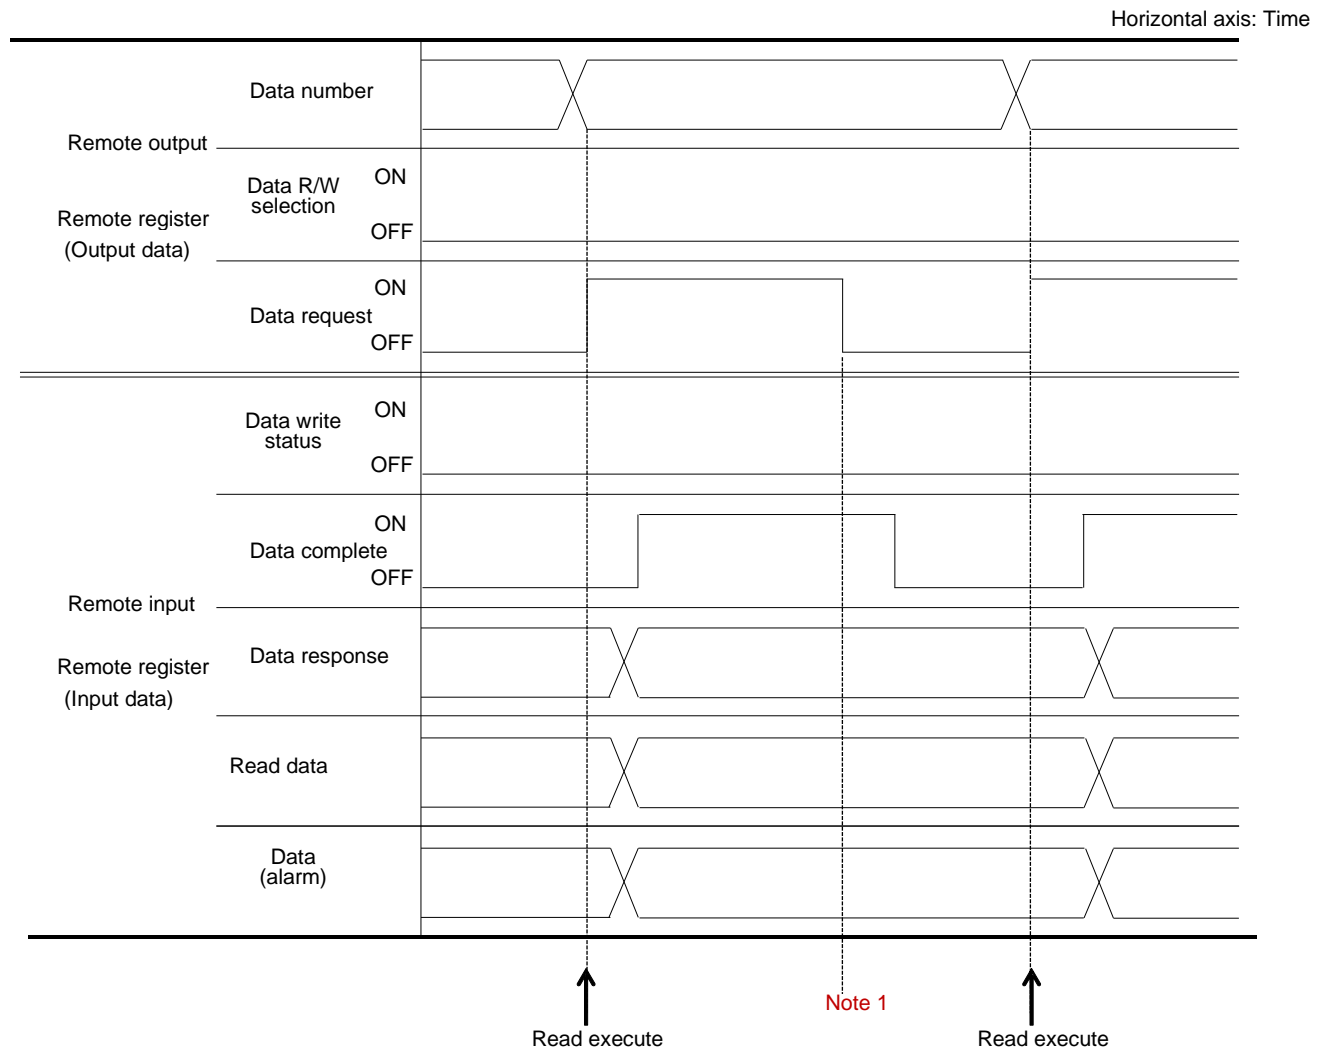 Horizontal axis: Time
Data number
Remote output
Data R/W
selection
ON
OFF
Remote register
(Output data)
ON
Data request
OFF
ON
Data write
status
OFF
ON
Data complete
OFF
Remote input
Data response
Remote register
(Input data)
Read data
Data
(alarm)
Note 1
Read execute
Read execute